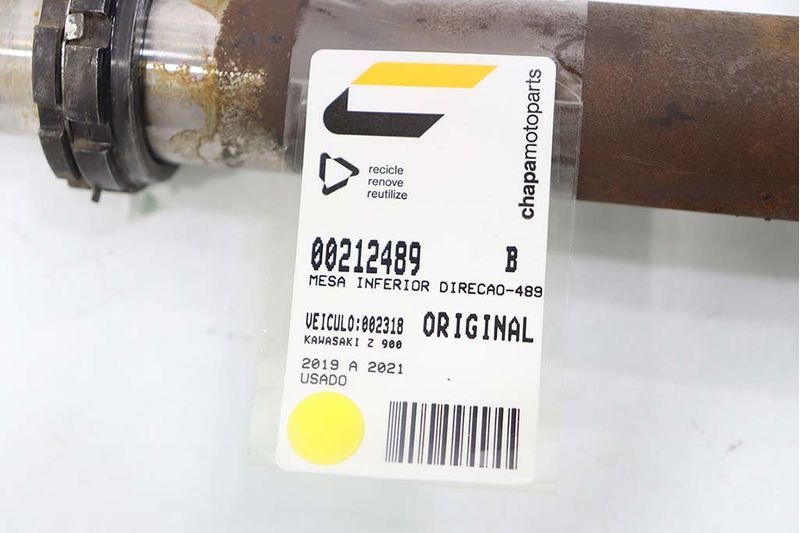 chapamotoparts
recicle
renove
reutilize
00212489 B
MESA INFERIOR DIRECAO-489
VEICULO:002318 ORIGINAL
KAWASAKI Z 900
2019 A 2021
USADO